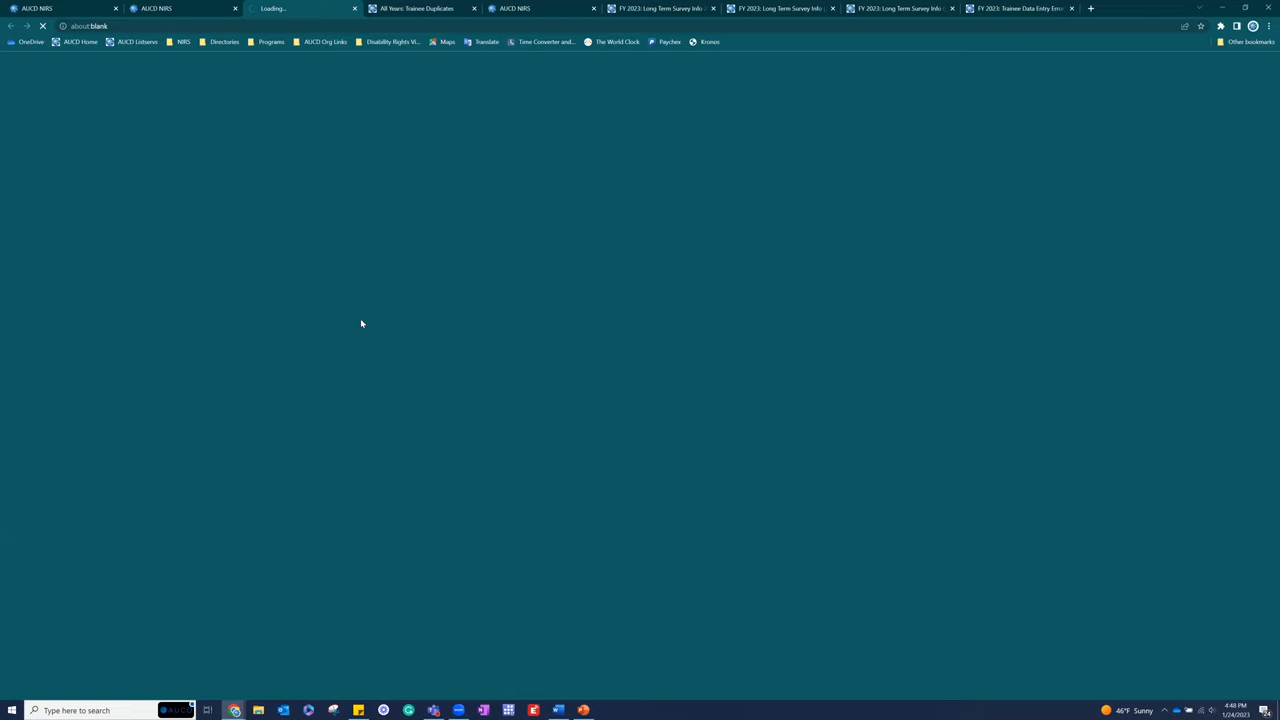 AUCD NIRS AUCD NIRS Loading... All Years: Trainee Duplicates AUCD NIRS FY 2023: Long Term Survey Info FY 2023: Long Term Survey Info FY 2023: Long Term Survey Info FY 2023: Trainee Data Entry Erro
about:blank
OneDrive AUCD Home AUCD Listservs NIRS Directories Programs AUCD Org Links Disability Rights Vi... Maps Translate Time Converter and... The World Clock Paychex Kronos Other bookmarks
Type here to search AUCD 46°F Sunny 4:48 PM
1/24/2023